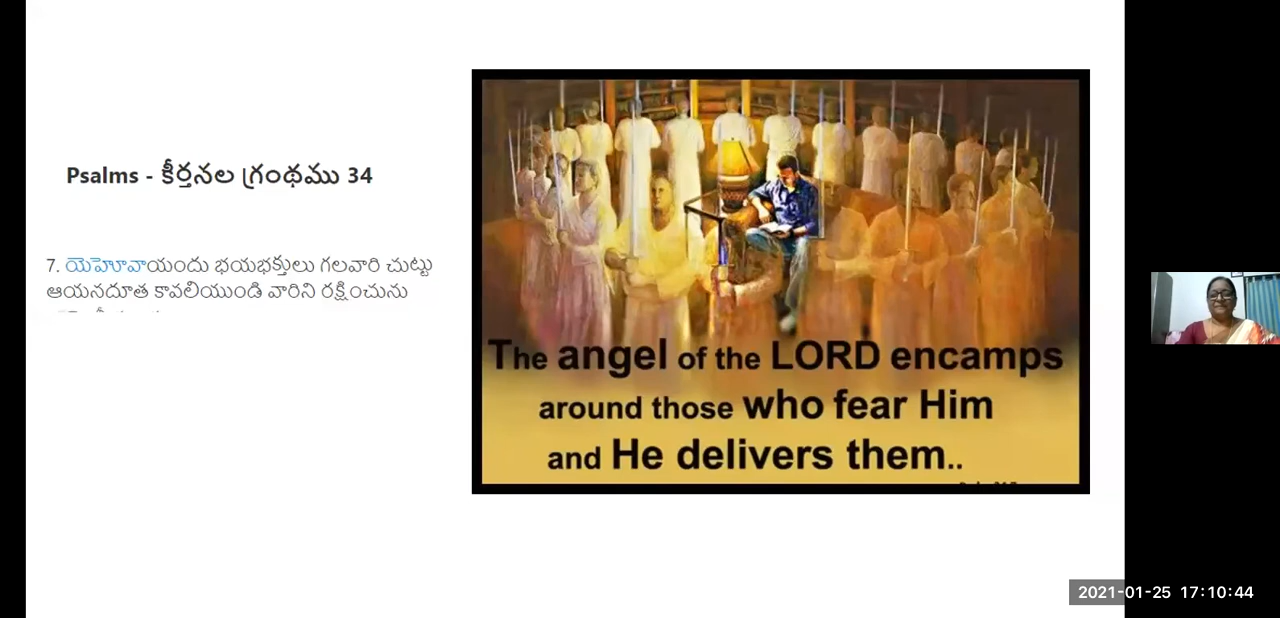 Psalms - కీర్తనల గ్రంథము 34
7. యెహోవాయందు భయభక్తులు గలవారి చుట్టు
ఆయనదూత కావలియుండి వారిని రక్షించును
The angel of the LORD encamps
around those who fear Him
and He delivers them..
2021-01-25 17:10:44